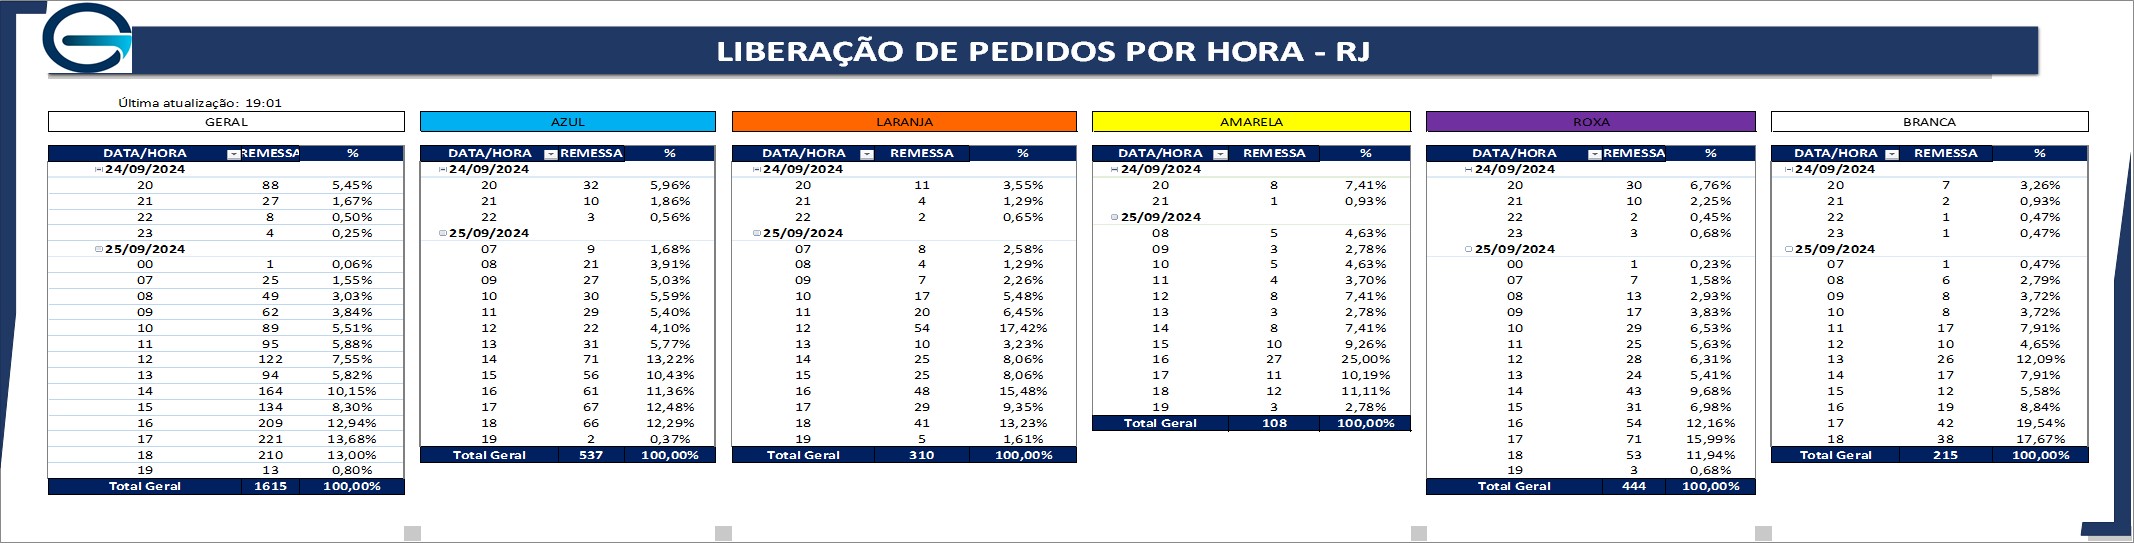 LIBERAÇÃO DE PEDIDOS POR HORA - RJ
Última atualização: 19:01
GERAL
DATA/HORA REMESSA %
24/09/2024
20 88 5,45%
21 27 1,67%
22 8 0,50%
23 4 0,25%
25/09/2024
00 1 0,06%
07 25 1,55%
08 49 3,03%
09 62 3,84%
10 89 5,51%
11 95 5,88%
12 122 7,55%
13 94 5,82%
14 164 10,15%
15 134 8,30%
16 209 12,94%
17 221 13,68%
18 210 13,00%
19 13 0,80%
Total Geral 1615 100,00%
AZUL
DATA/HORA REMESSA %
24/09/2024
20 32 5,96%
21 10 1,86%
22 3 0,56%
25/09/2024
07 9 1,68%
08 21 3,91%
09 27 5,03%
10 30 5,59%
11 29 5,40%
12 22 4,10%
13 31 5,77%
14 71 13,22%
15 56 10,43%
16 61 11,36%
17 67 12,48%
18 66 12,29%
19 2 0,37%
Total Geral 537 100,00%
LARANJA
DATA/HORA REMESSA %
24/09/2024
20 11 3,55%
21 4 1,29%
22 2 0,65%
25/09/2024
07 8 2,58%
08 4 1,29%
09 7 2,26%
10 17 5,48%
11 20 6,45%
12 54 17,42%
13 10 3,23%
14 25 8,06%
15 25 8,06%
16 48 15,48%
17 29 9,35%
18 41 13,23%
19 5 1,61%
Total Geral 310 100,00%
AMARELA
DATA/HORA REMESSA %
24/09/2024
20 8 7,41%
21 1 0,93%
25/09/2024
08 5 4,63%
09 3 2,78%
10 5 4,63%
11 4 3,70%
12 8 7,41%
13 3 2,78%
14 8 7,41%
15 10 9,26%
16 27 25,00%
17 11 10,19%
18 12 11,11%
19 3 2,78%
Total Geral 108 100,00%
ROXA
DATA/HORA REMESSA %
24/09/2024
20 30 6,76%
21 10 2,25%
22 2 0,45%
23 3 0,68%
25/09/2024
00 1 0,23%
07 7 1,58%
08 13 2,93%
09 17 3,83%
10 29 6,53%
11 25 5,63%
12 28 6,31%
13 24 5,41%
14 43 9,68%
15 31 6,98%
16 54 12,16%
17 71 15,99%
18 53 11,94%
19 3 0,68%
Total Geral 444 100,00%
BRANCA
DATA/HORA REMESSA %
24/09/2024
20 7 3,26%
21 2 0,93%
22 1 0,47%
23 1 0,47%
25/09/2024
07 1 0,47%
08 6 2,79%
09 8 3,72%
10 8 3,72%
11 17 7,91%
12 10 4,65%
13 26 12,09%
14 17 7,91%
15 12 5,58%
16 19 8,84%
17 42 19,54%
18 38 17,67%
Total Geral 215 100,00%